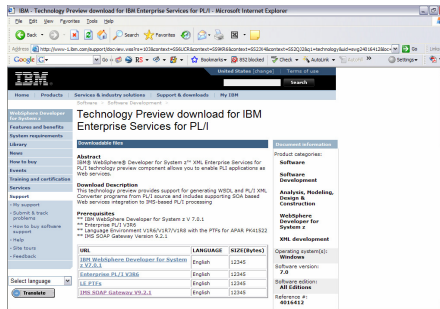 IBM - Technology Preview download for IBM Enterprise Services for PL/I - Microsoft Internet Explorer
File Edit View Favorites Tools Help
Back Search Favorites
Address
Google Go RS Bookmarks 852 blocked Check AutoLink Settings
United States [change] Terms of use
IBM
Search
Home Products Services & industry solutions Support & downloads My IBM
Software > Software Development >
WebSphere Developer for System z
Features and benefits
System requirements
Library
News
How to buy
Events
Training and certification
Services
Support
- My support
- Submit & track problems
- How to buy software support
- Help
- Site tours
- Feedback
Select language
Translate
Technology Preview download for IBM
Enterprise Services for PL/I
Downloadable files
Abstract
IBM® WebSphere® Developer for System z™ XML Enterprise Services for
PL/I technology preview component allows you to enable PLI applications as
Web services.
Download Description
This technology preview provides support for generating WSDL and PL/I XML
Converter programs from PL/I source and includes supporting SOA based
Web services integration to IMS-based PL/I processing
Prerequisites
** IBM WebSphere Developer for System z V 7.0.1
** Enterprise PL/I V3R6
** Language Environment V1R6/V1R7/V1R8 with the PTFs for APAR PK41522
** IMS SOAP Gateway Version 9.2.1
URL LANGUAGE SIZE(Bytes)
IBM WebSphere Developer for System
z V7.0.1 English 12345
Enterprise PL/I V3R6 English 12345
LE PTFs English 12345
IMS SOAP Gateway V9.2.1 English 12345
Document information
Product categories:
Software
Software
Development
Analysis, Modeling,
Design &
Construction
WebSphere
Developer for
System z
XML development
Operating system(s):
Windows
Software version:
7.0
Software edition:
All Editions
Reference #:
4016412